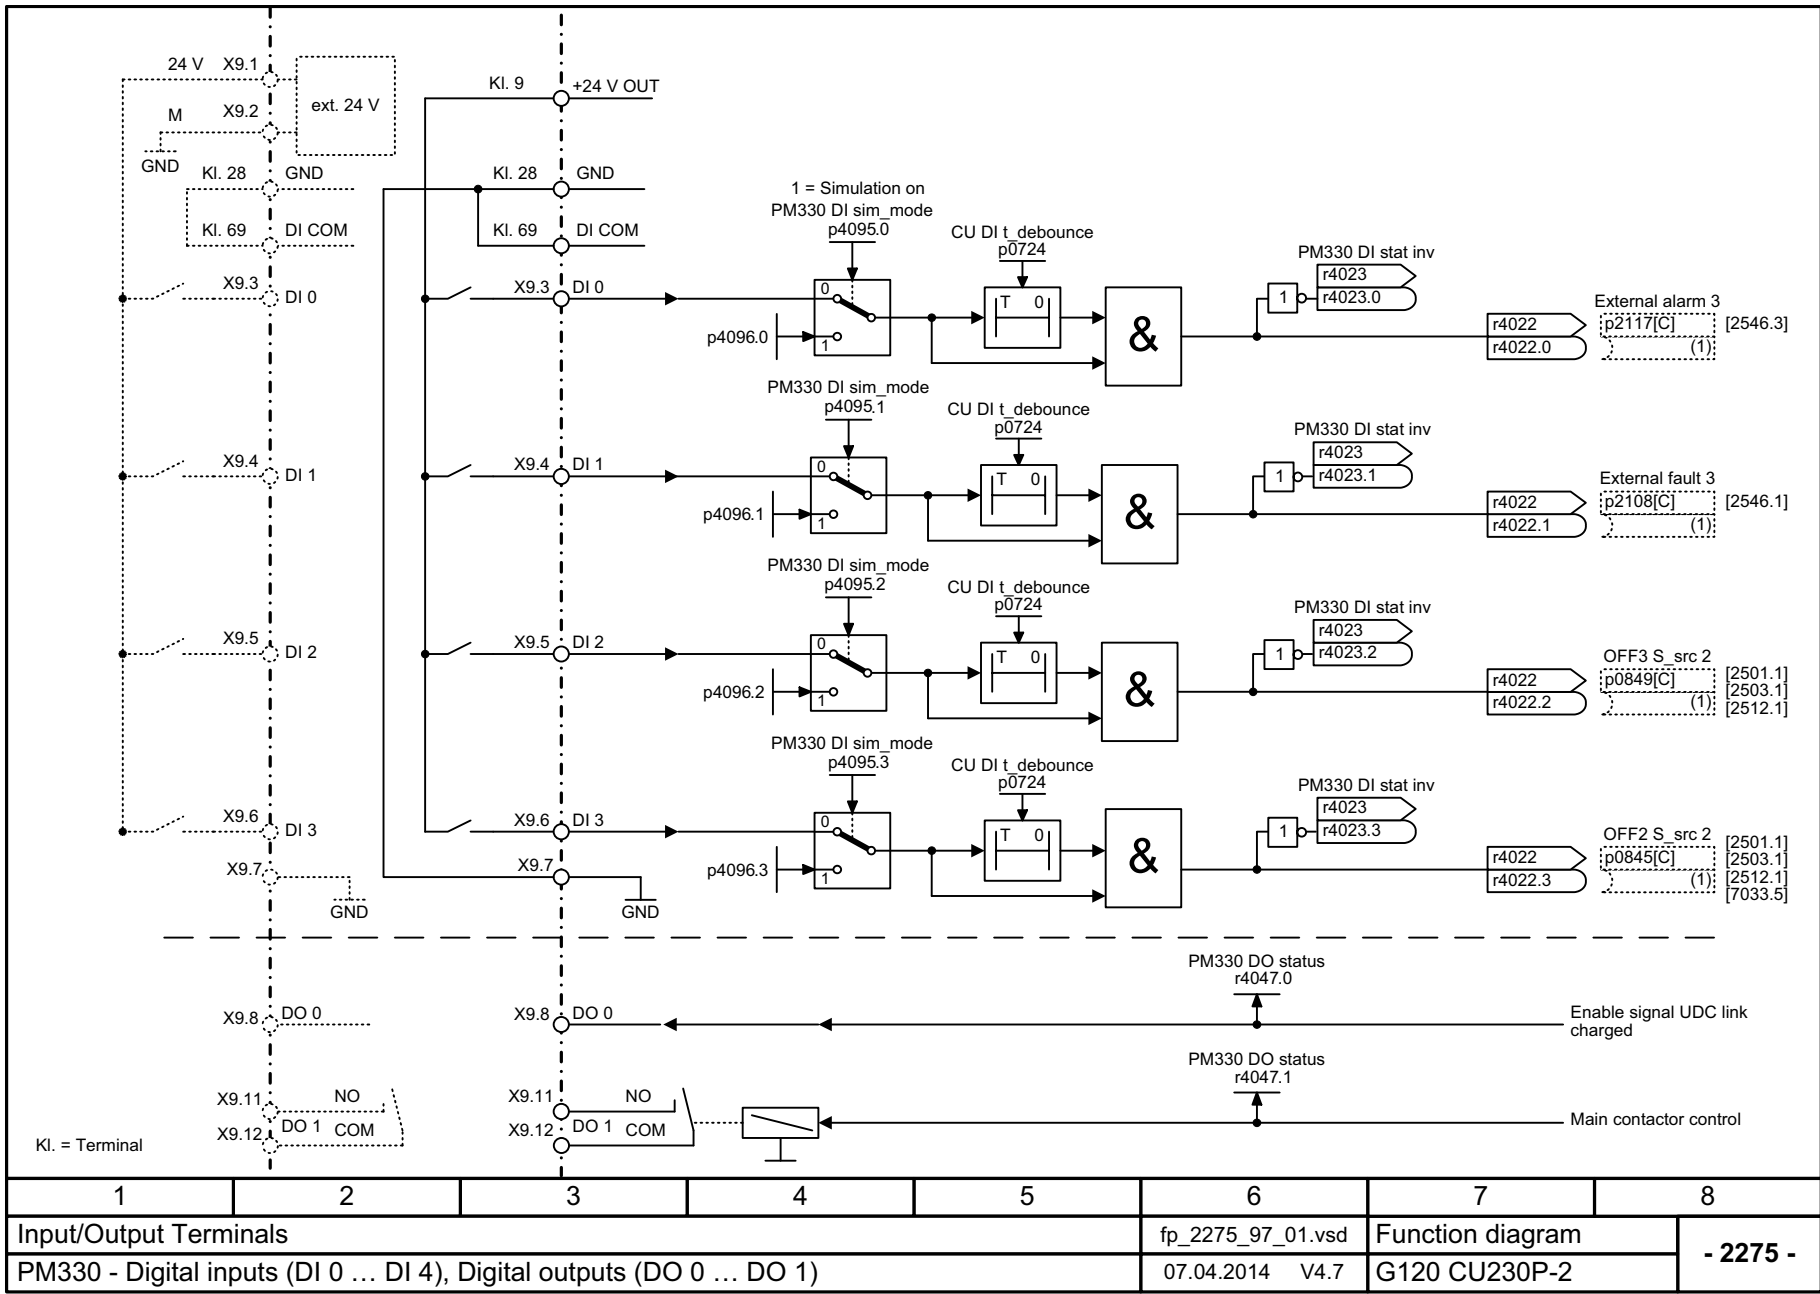 24 V X9.1
ext. 24 V
M X9.2
GND
Kl. 28 GND
Kl. 69 DI COM
X9.3 DI 0
X9.4 DI 1
X9.5 DI 2
X9.6 DI 3
X9.7
GND
X9.8 DO 0
X9.11 NO
X9.12 DO 1 COM
Kl. = Terminal
Kl. 9 +24 V OUT
Kl. 28 GND
Kl. 69 DI COM
1 = Simulation on
PM330 DI sim_mode
p4095.0
CU DI t_debounce
p0724
PM330 DI stat inv
r4023
r4023.0
X9.3 DI 0
0
1
p4096.0
T 0
&
1
r4022
r4022.0
External alarm 3
p2117[C] [2546.3]
(1)
PM330 DI sim_mode
p4095.1
CU DI t_debounce
p0724
PM330 DI stat inv
r4023
r4023.1
X9.4 DI 1
0
1
p4096.1
T 0
&
1
r4022
r4022.1
External fault 3
p2108[C] [2546.1]
(1)
PM330 DI sim_mode
p4095.2
CU DI t_debounce
p0724
PM330 DI stat inv
r4023
r4023.2
X9.5 DI 2
0
1
p4096.2
T 0
&
1
r4022
r4022.2
OFF3 S_src 2
p0849[C]
(1)
[2501.1]
[2503.1]
[2512.1]
PM330 DI sim_mode
p4095.3
CU DI t_debounce
p0724
PM330 DI stat inv
r4023
r4023.3
X9.6 DI 3
0
1
p4096.3
T 0
&
1
r4022
r4022.3
OFF2 S_src 2
p0845[C]
(1)
[2501.1]
[2503.1]
[2512.1]
[7033.5]
X9.7
GND
PM330 DO status
r4047.0
X9.8 DO 0
Enable signal UDC link
charged
PM330 DO status
r4047.1
X9.11 NO
X9.12 DO 1 COM
Main contactor control
1 2 3 4 5 6 7 8
Input/Output Terminals
fp_2275_97_01.vsd
Function diagram
- 2275 -
PM330 - Digital inputs (DI 0 … DI 4), Digital outputs (DO 0 … DO 1)
07.04.2014 V4.7
G120 CU230P-2